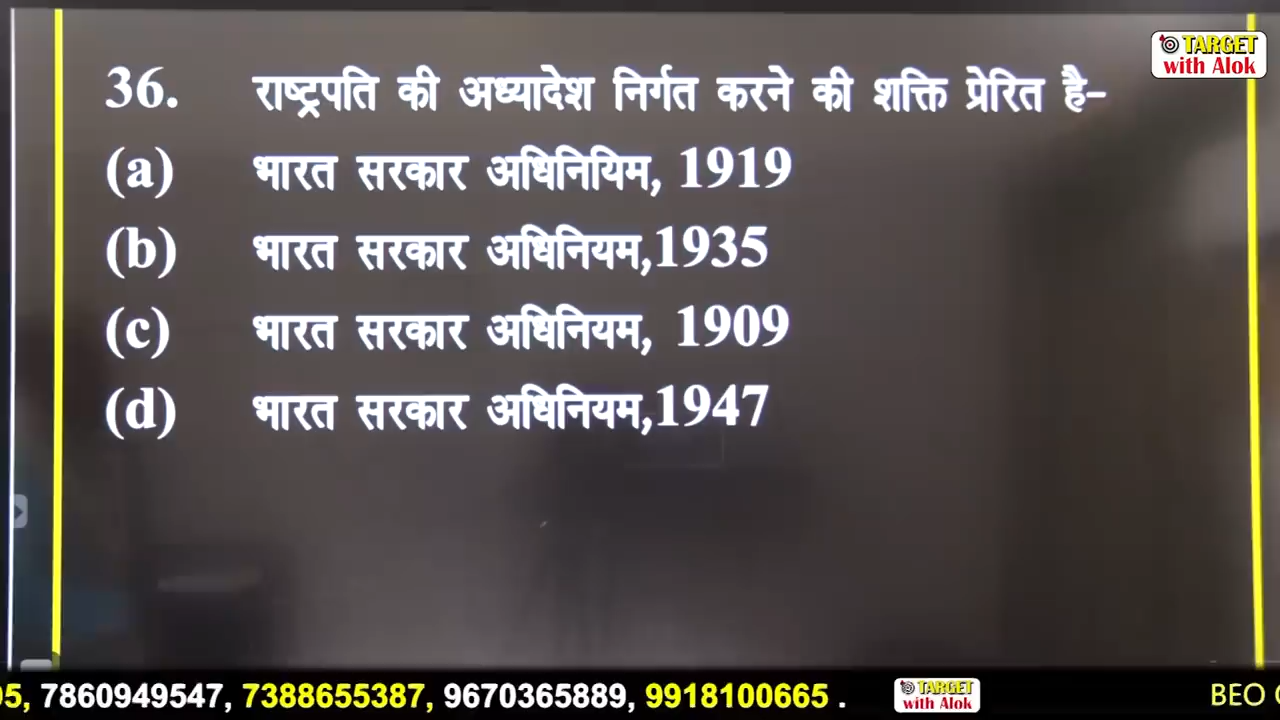 TARGET
with Alok
36. राष्ट्रपति की अध्यादेश निर्गत करने की शक्ति प्रेरित है-
(a) भारत सरकार अधिनियिम, 1919
(b) भारत सरकार अधिनियम,1935
(c) भारत सरकार अधिनियम, 1909
(d) भारत सरकार अधिनियम,1947
5, 7860949547, 7388655387, 9670365889, 9918100665 . TARGET with Alok BEO